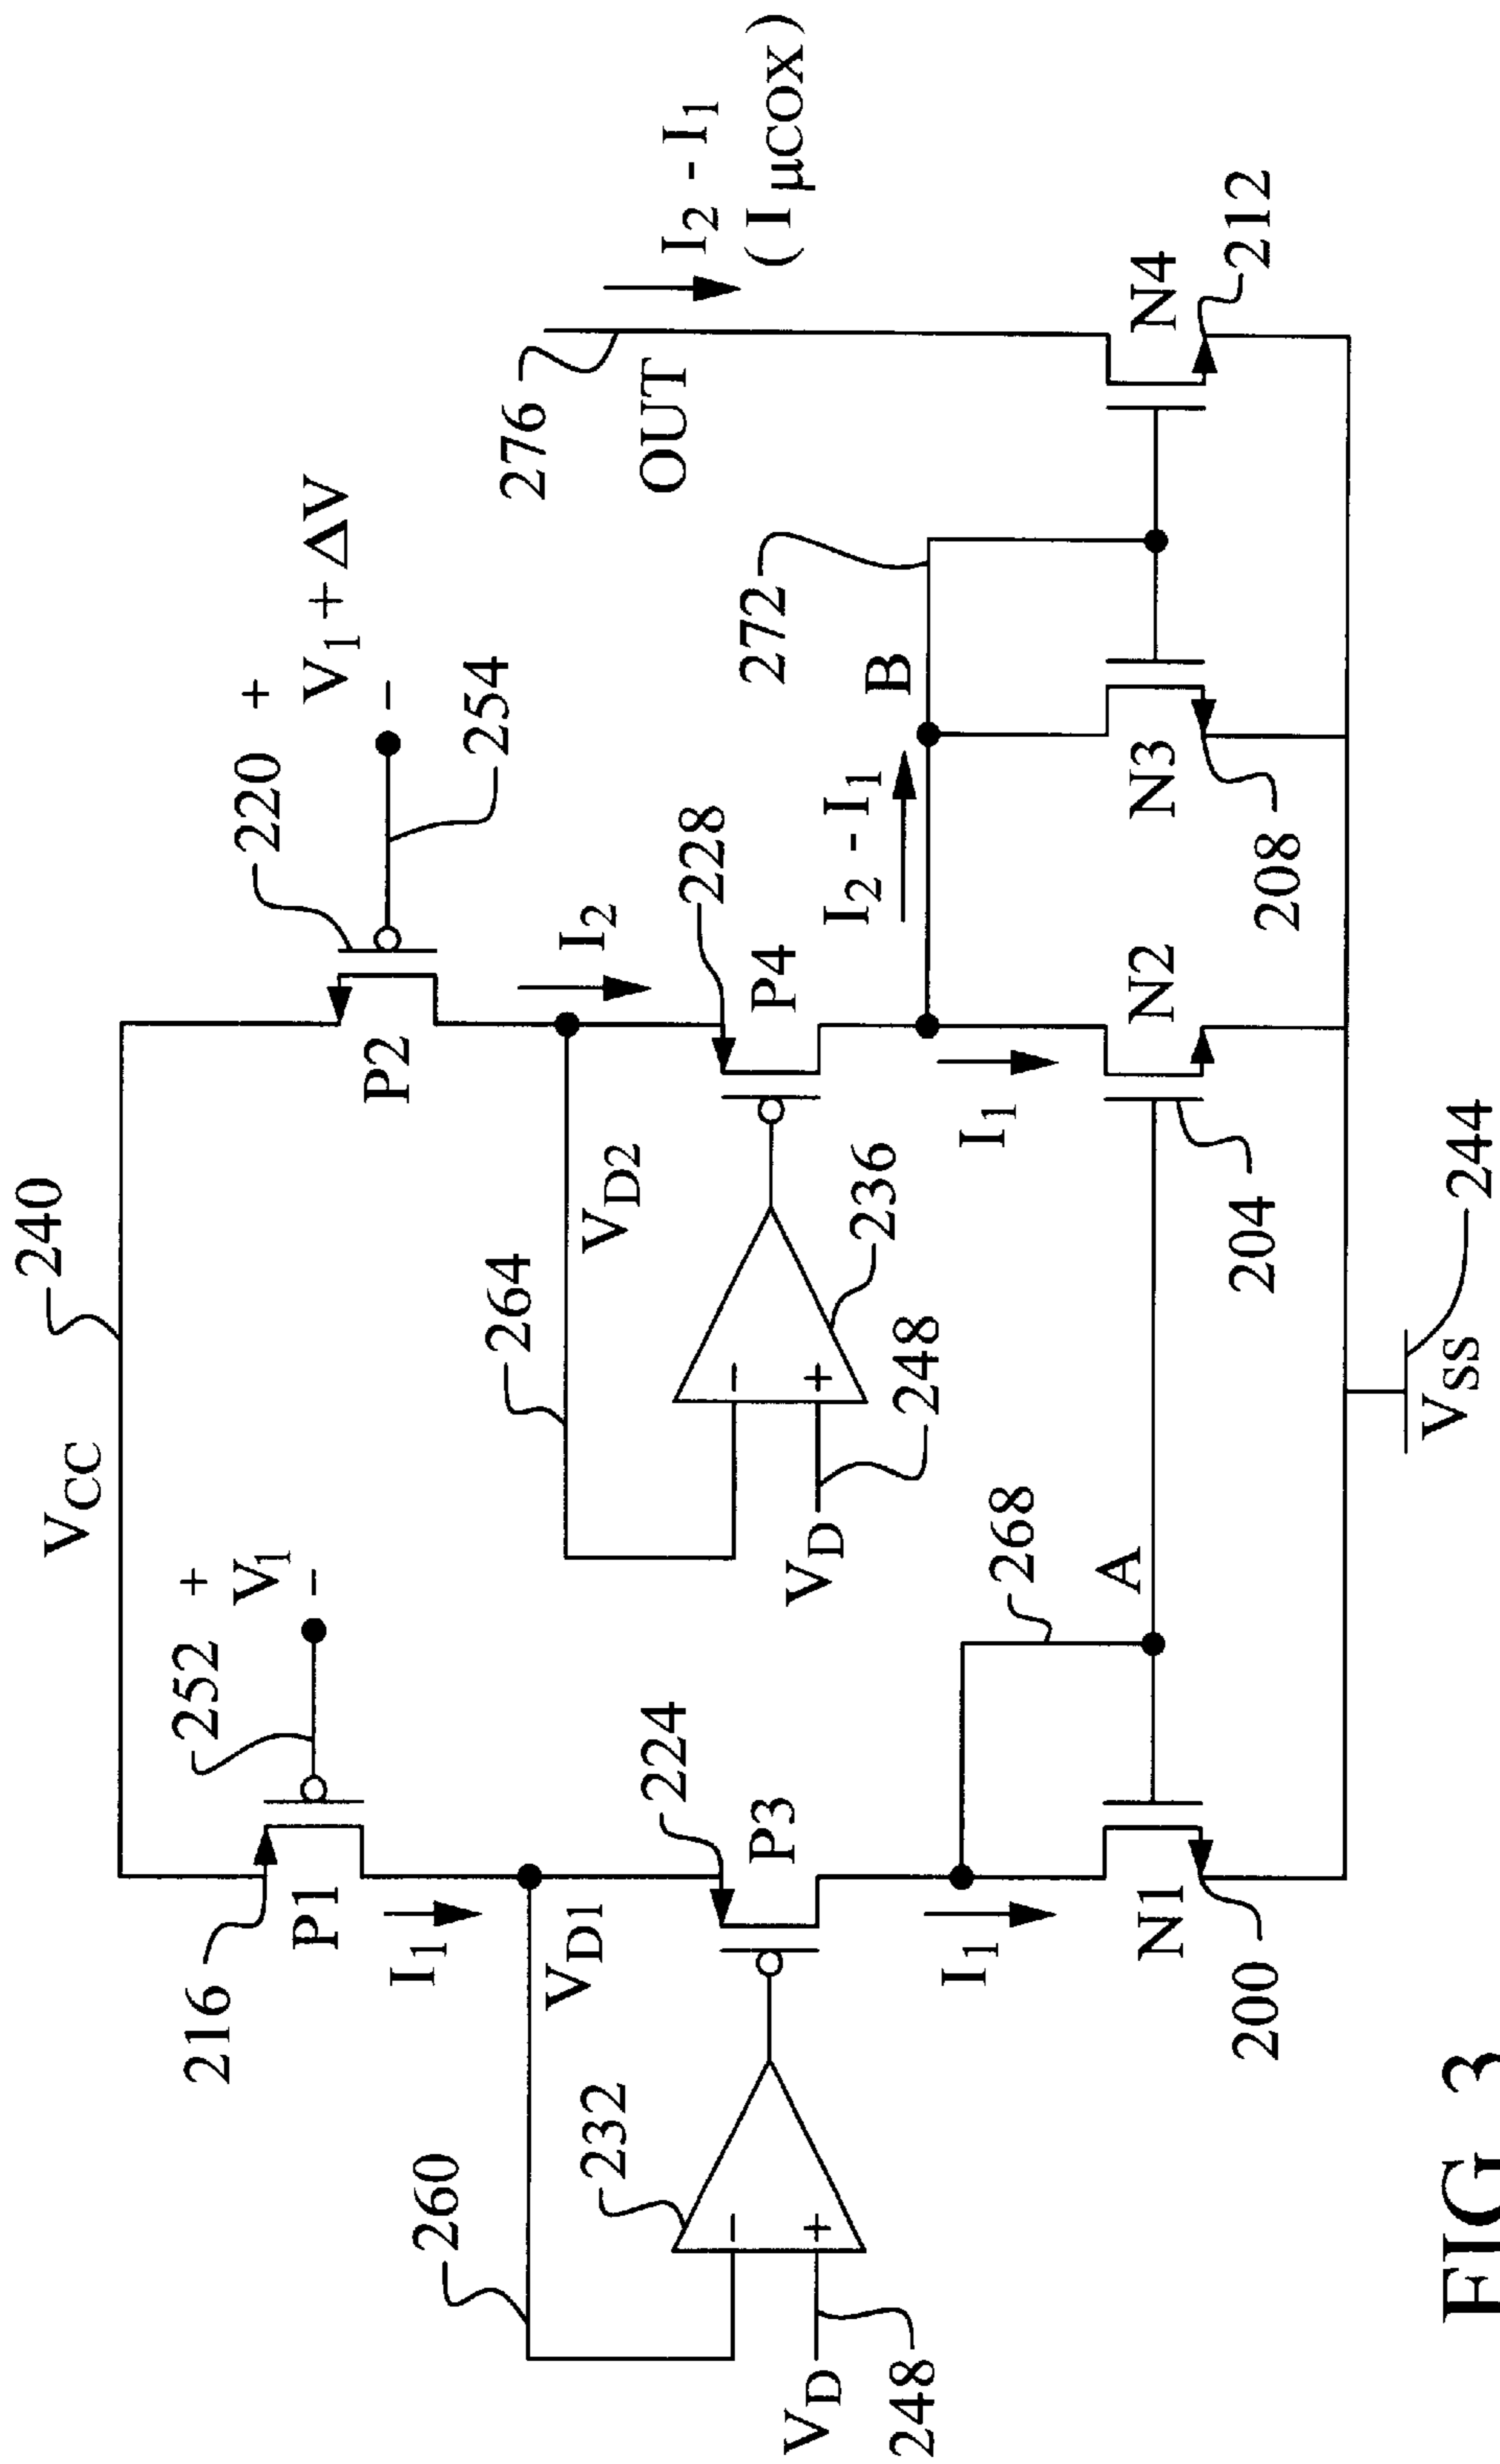 240
VCC
216
P1
I1
252
+
V1
−
220
+
V1 + ΔV
−
254
P2
I2
276
OUT
I2 - I1
( I μCOX )
260
VD1
232
−
+
VD
248
224
P3
264
VD2
236
−
+
VD
248
228
P4
I2 - I1
B
272
I1
268
A
I1
N1
200
N2
204
N3
208
N4
212
VSS
244
FIG. 3